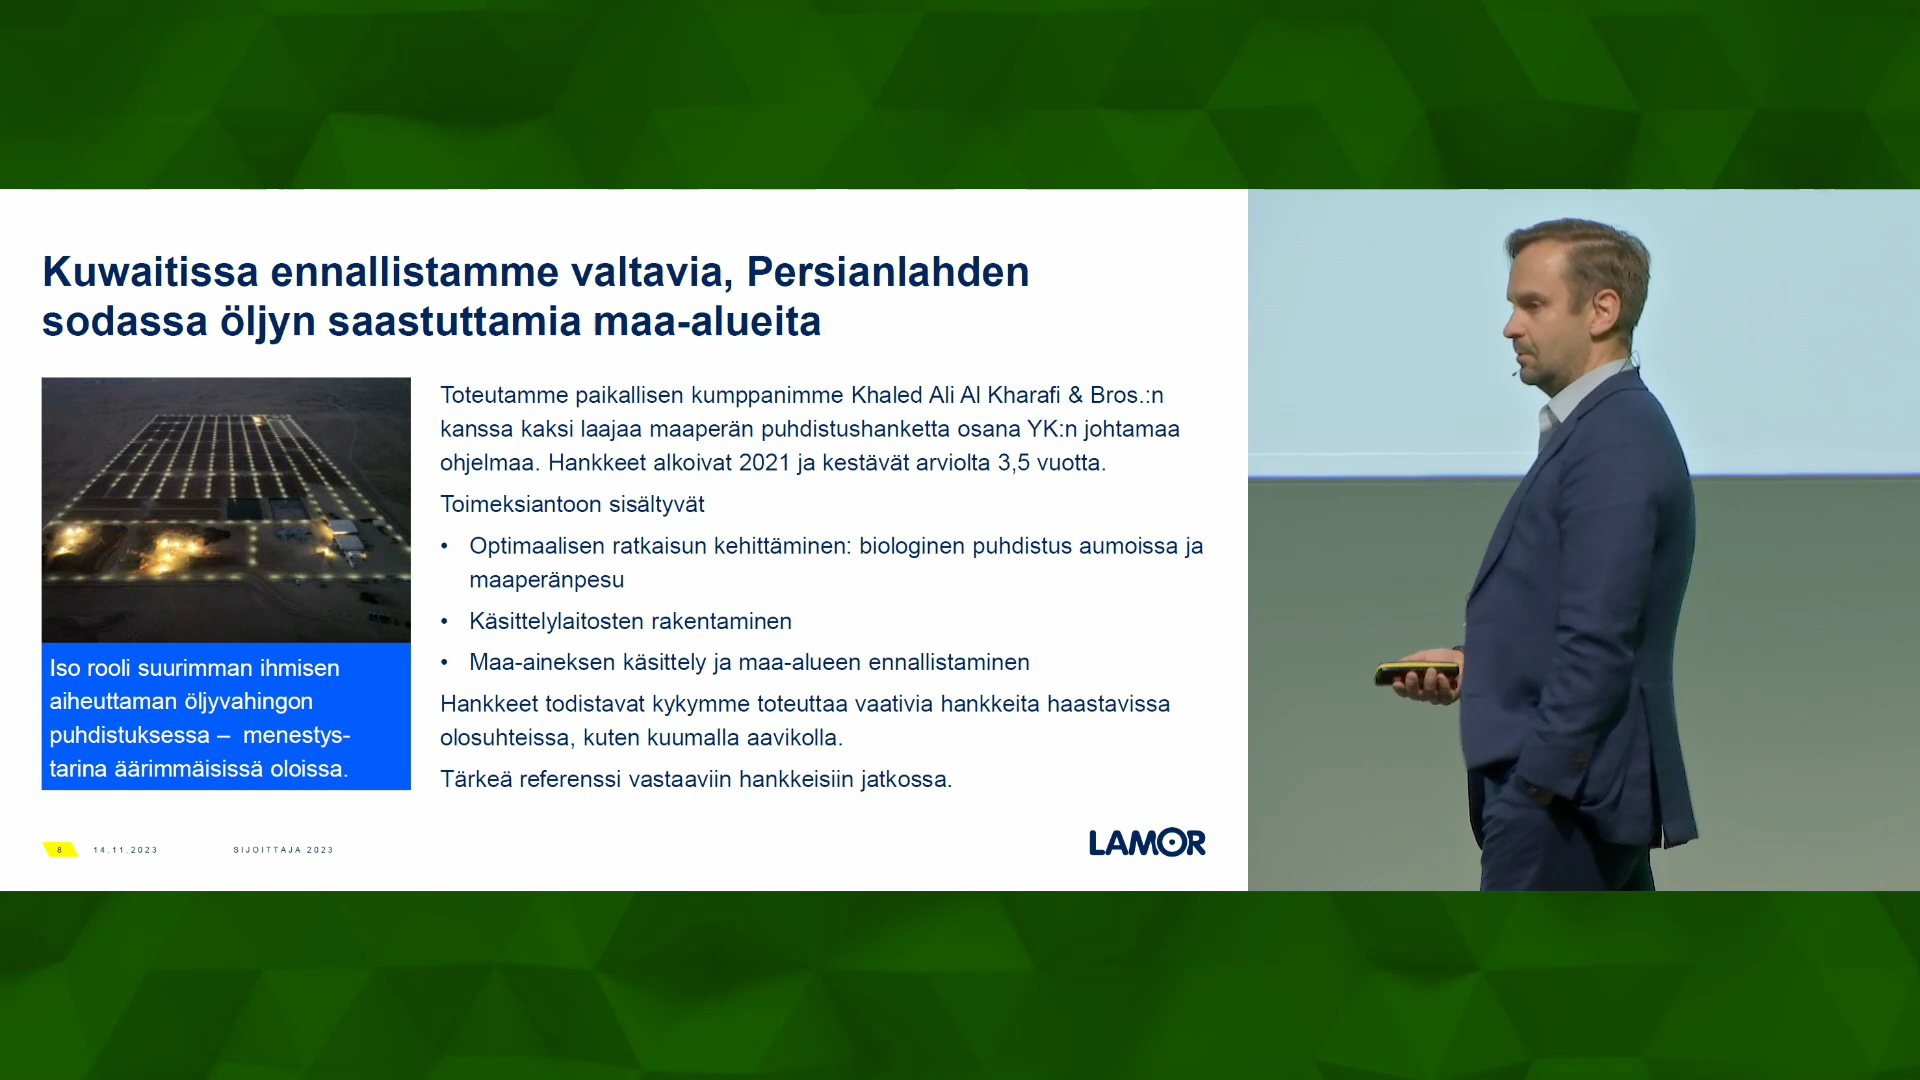 Kuwaitissa ennallistamme valtavia, Persianlahden
sodassa öljyn saastuttamia maa-alueita
Toteutamme paikallisen kumppanimme Khaled Ali Al Kharafi & Bros.:n
kanssa kaksi laajaa maaperän puhdistushanketta osana YK:n johtamaa
ohjelmaa. Hankkeet alkoivat 2021 ja kestävät arviolta 3,5 vuotta.
Toimeksiantoon sisältyvät
• Optimaalisen ratkaisun kehittäminen: biologinen puhdistus aumoissa ja
maaperänpesu
• Käsittelylaitosten rakentaminen
• Maa-aineksen käsittely ja maa-alueen ennallistaminen
Hankkeet todistavat kykymme toteuttaa vaativia hankkeita haastavissa
olosuhteissa, kuten kuumalla aavikolla.
Tärkeä referenssi vastaaviin hankkeisiin jatkossa.
Iso rooli suurimman ihmisen
aiheuttaman öljyvahingon
puhdistuksessa – menestys-
tarina äärimmäisissä oloissa.
8 14.11.2023 SIJOITTAJA 2023
LAMOR